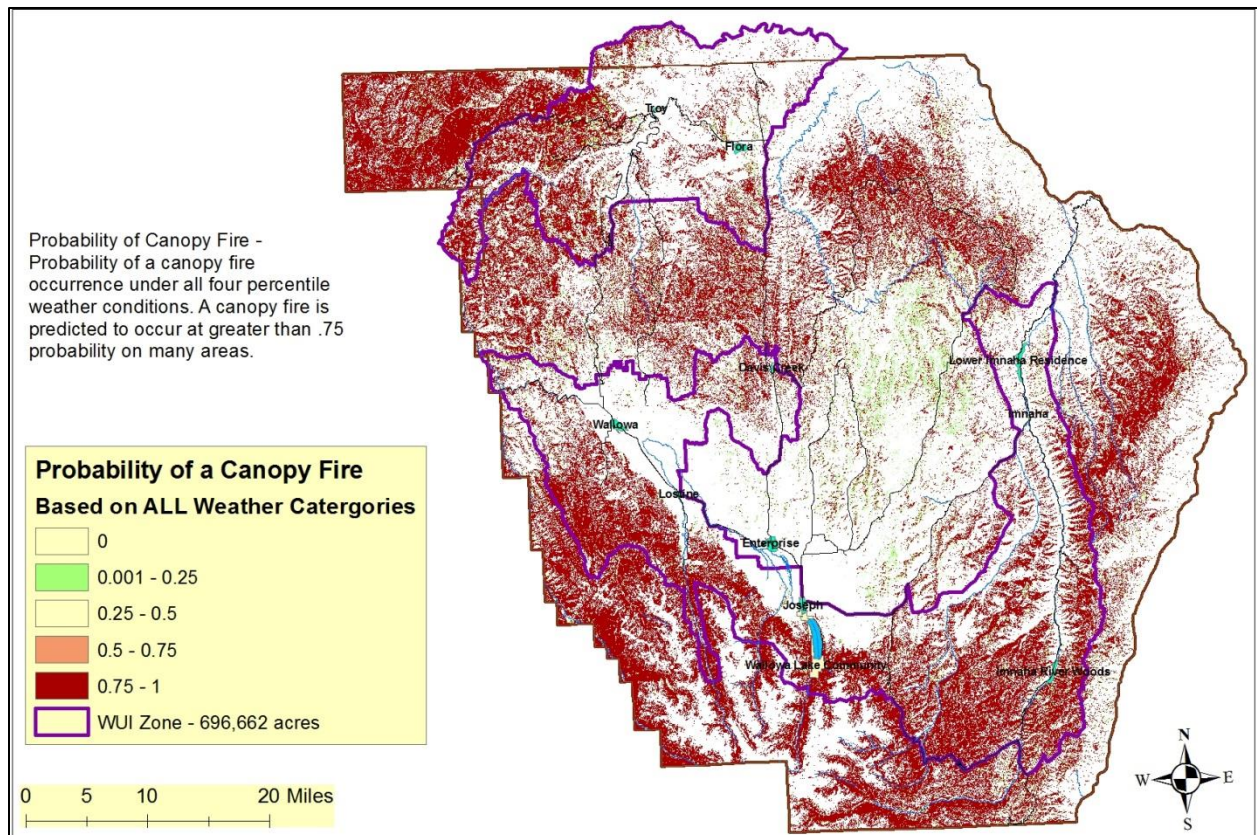 Troy
Flora
Probability of Canopy Fire -
Probability of a canopy fire
occurrence under all four percentile
weather conditions. A canopy fire is
predicted to occur at greater than .75
probability on many areas.
Lower Imnaha Residence
Davis Creek
Imnaha
Wallowa
Lostine
Enterprise
Joseph
Wallowa Lake Community
Imnaha River Woods
Probability of a Canopy Fire
Based on ALL Weather Catergories
0
0.001 - 0.25
0.25 - 0.5
0.5 - 0.75
0.75 - 1
WUI Zone - 696,662 acres
0 5 10 20 Miles
N
W E
S